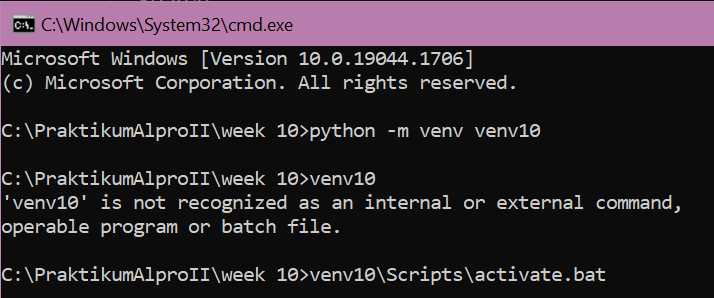 C:\Windows\System32\cmd.exe
Microsoft Windows [Version 10.0.19044.1706]
(c) Microsoft Corporation. All rights reserved.
C:\PraktikumAlproII\week 10>python -m venv venv10
C:\PraktikumAlproII\week 10>venv10
'venv10' is not recognized as an internal or external command,
operable program or batch file.
C:\PraktikumAlproII\week 10>venv10\Scripts\activate.bat